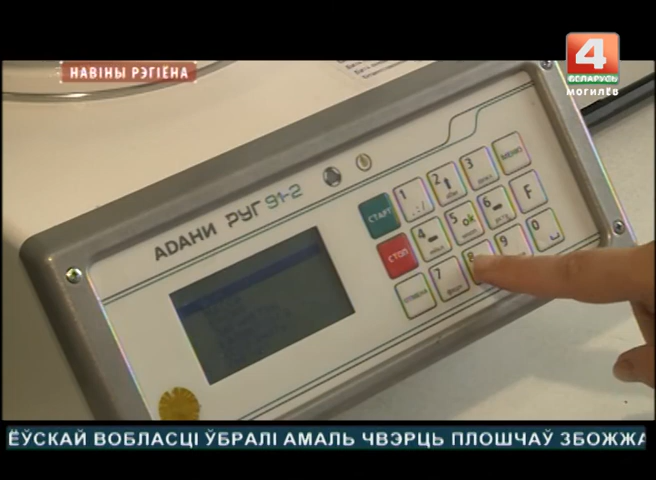 НАВІНЫ РЭГІЁНА
4
БЕЛАРУСЬ
МОГИЛЁВ
АДАНИ РУГ 91-2
СТАРТ 1 2 3 МЕНЮ
СТОП 4 5 ok 6 F
ОТМЕНА 7 8 9 0
ЁЎСКАЙ ВОБЛАСЦІ ЎБРАЛІ АМАЛЬ ЧВЭРЦЬ ПЛОШЧАЎ ЗБОЖЖА